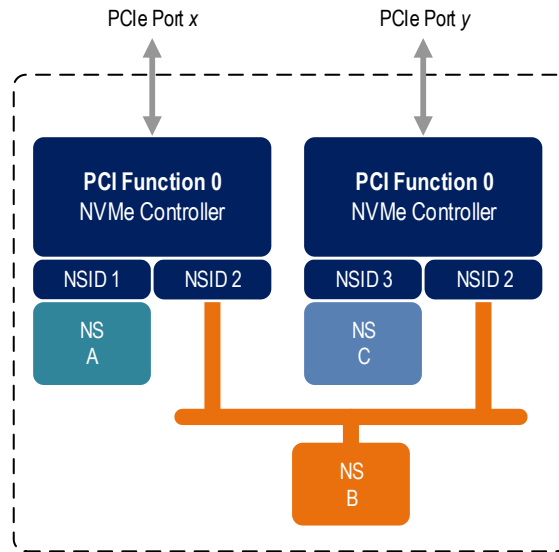 PCIe Port x
PCIe Port y
PCI Function 0
NVMe Controller
PCI Function 0
NVMe Controller
NSID 1
NSID 2
NSID 3
NSID 2
NS
A
NS
C
NS
B